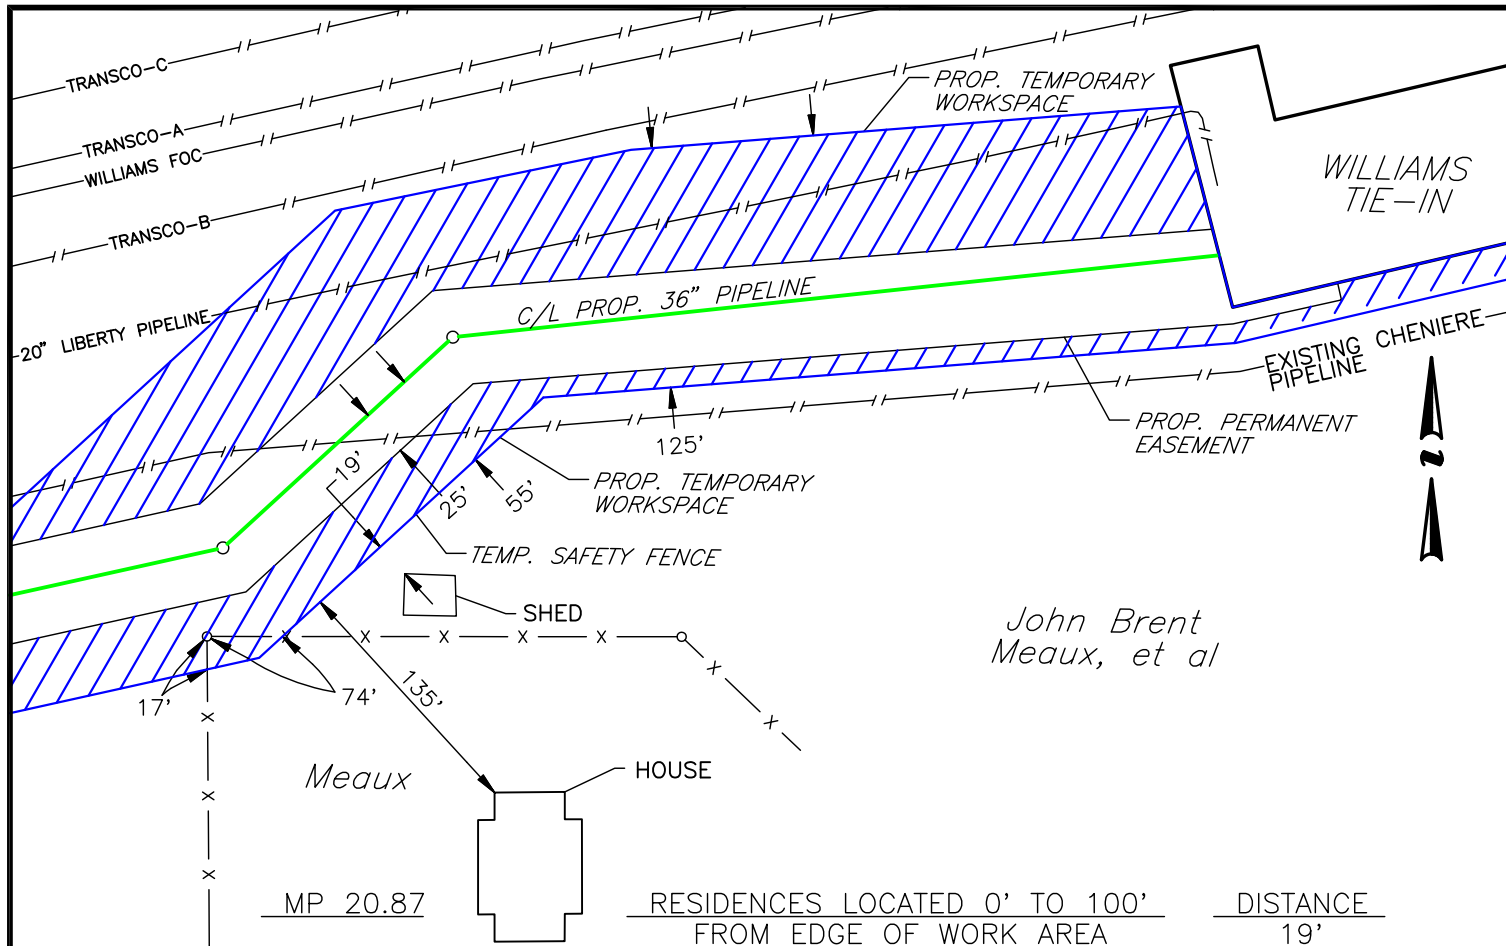 TRANSCO-C
PROP. TEMPORARY
WORKSPACE
TRANSCO-A
WILLIAMS FOC
WILLIAMS
TIE-IN
TRANSCO-B
C/L PROP. 36" PIPELINE
20" LIBERTY PIPELINE
EXISTING CHENIERE
PIPELINE
PROP. PERMANENT
EASEMENT
125'
19'
25'
55'
PROP. TEMPORARY
WORKSPACE
TEMP. SAFETY FENCE
SHED
John Brent
Meaux, et al
17'
74'
135'
Meaux
HOUSE
MP 20.87
RESIDENCES LOCATED 0' TO 100'
FROM EDGE OF WORK AREA
DISTANCE
19'